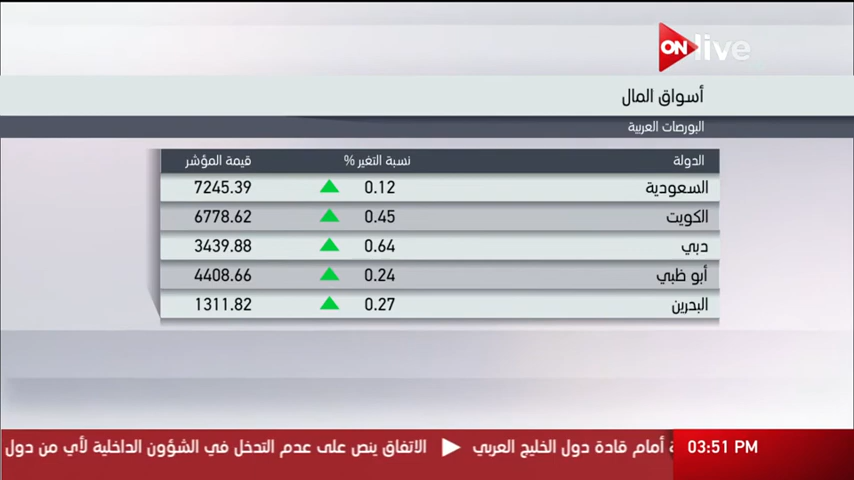 ON live
أسواق المال
البورصات العربية
الدولة نسبة التغير % قيمة المؤشر
السعودية 0.12 7245.39
الكويت 0.45 6778.62
دبي 0.64 3439.88
أبو ظبي 0.24 4408.66
البحرين 0.27 1311.82
03:51 PM أمام قادة دول الخليج العربي الاتفاق ينص على عدم التدخل في الشؤون الداخلية لأي من دول